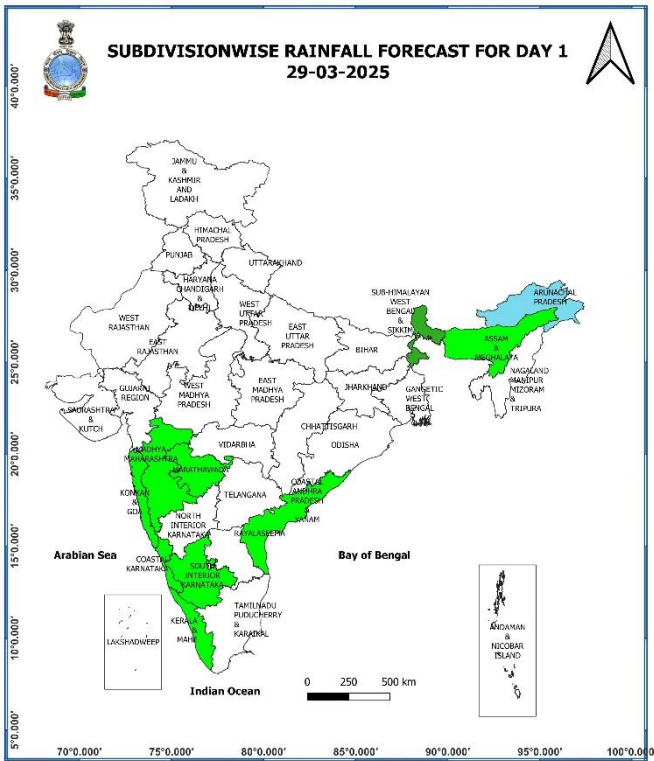 SUBDIVISIONWISE RAINFALL FORECAST FOR DAY 1
29-03-2025
40°0.000'
35°0.000'
30°0.000'
25°0.000'
20°0.000'
15°0.000'
10°0.000'
5°0.000'
JAMMU
&
KASHMIR
AND
LADAKH
HIMACHAL
PRADESH
PUNJAB
UTTARAKHAND
HARYANA
CHANDIGARH
&
DELHI
WEST
UTTAR
PRADESH
SUB-HIMALAYAN
WEST
BENGAL
&
SIKKIM
ARUNACHAL
PRADESH
WEST
RAJASTHAN
EAST
RAJASTHAN
EAST
UTTAR
PRADESH
BIHAR
ASSAM
&
MEGHALAYA
NAGALAND
MANIPUR
MIZORAM
&
TRIPURA
GUJARAT
REGION
WEST
MADHYA
PRADESH
EAST
MADHYA
PRADESH
JHARKHAND
GANGETIC
WEST
BENGAL
SAURASHTRA
&
KUTCH
CHHATTISGARH
VIDARBHA
ODISHA
MADHYA
MAHARASHTRA
MARATHAWADA
KONKAN
&
GOA
TELANGANA
COASTAL
ANDHRA
PRADESH
&
YANAM
NORTH
INTERIOR
KARNATAKA
RAYALASEEMA
Arabian Sea
Bay of Bengal
COASTAL
KARNATAKA
SOUTH
INTERIOR
KARNATAKA
KERALA
&
MAHE
TAMILNADU
PUDUCHERRY
&
KARAIKAL
LAKSHADWEEP
ANDAMAN
&
NICOBAR
ISLAND
Indian Ocean
0 250 500 km
70°0.000' 75°0.000' 80°0.000' 85°0.000' 90°0.000' 95°0.000' 100°0.000'